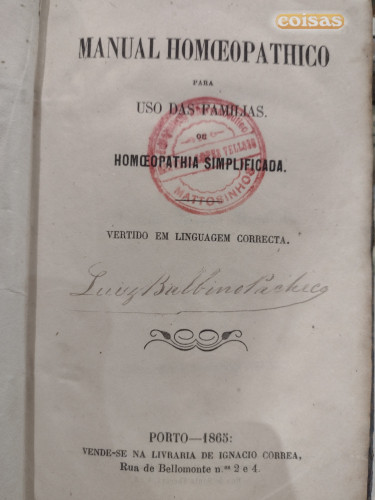 coisas
MANUAL HOMŒOPATHICO
PARA
USO DAS FAMILIAS.
OU
HOMŒOPATHIA SIMPLIFICADA.
MATTOSINHOS
VERTIDO EM LINGUAGEM CORRECTA.
Luiz Balbino Pacheco
PORTO—1865:
VENDE-SE NA LIVRARIA DE IGNACIO CORREA,
Rua de Bellomonte n.os 2 e 4.